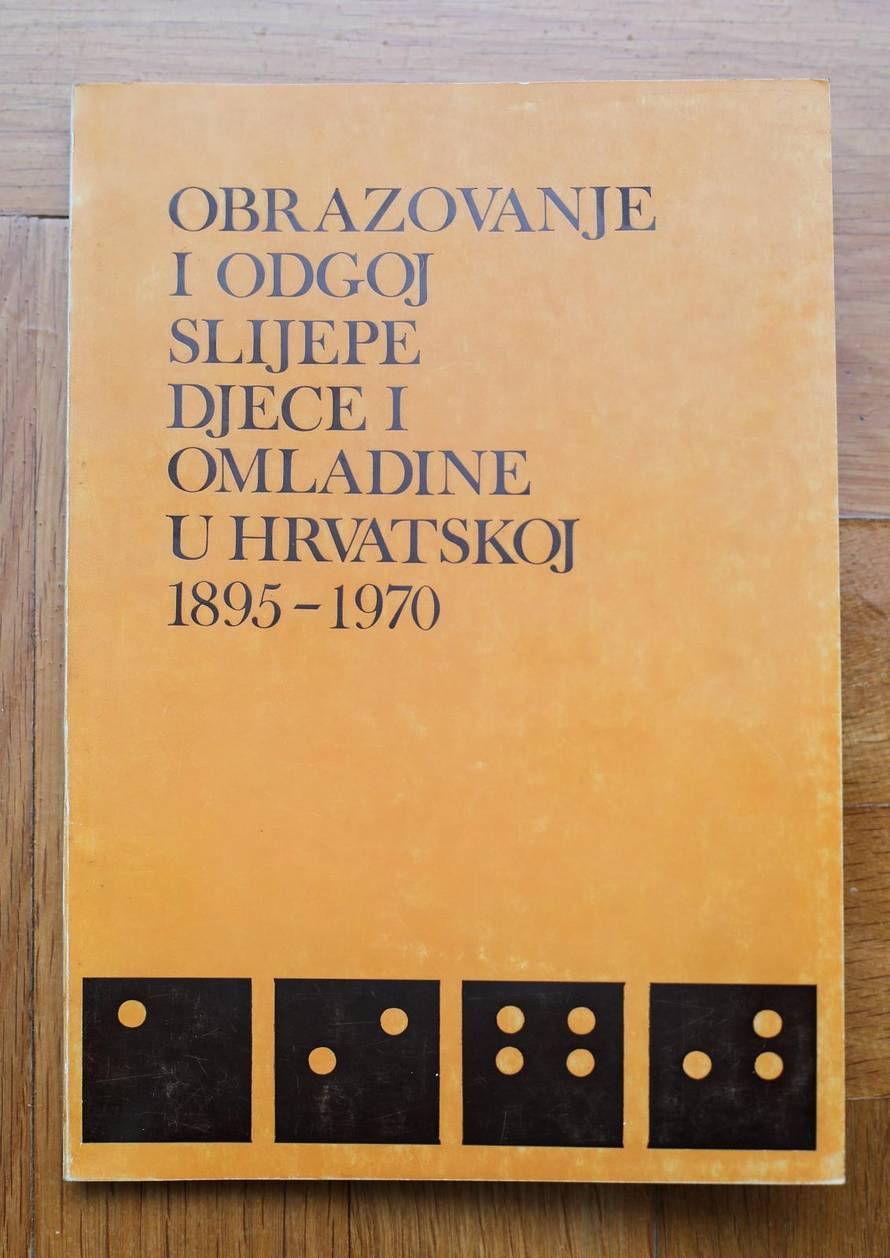 OBRAZOVANJE
I ODGOJ
SLIJEPE
DJECE I
OMLADINE
U HRVATSKOJ
1895–1970
⠁⠊⠛⠚